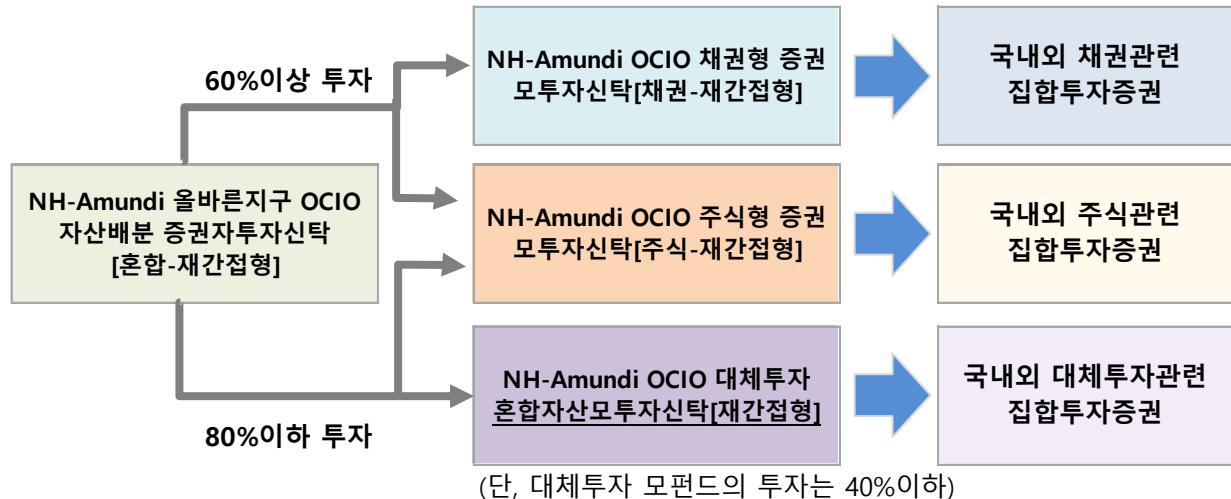 60%이상 투자
NH-Amundi 올바른지구 OCIO
자산배분 증권자투자신탁
[혼합-재간접형]
80%이하 투자
NH-Amundi OCIO 채권형 증권
모투자신탁[채권-재간접형]
국내외 채권관련
집합투자증권
NH-Amundi OCIO 주식형 증권
모투자신탁[주식-재간접형]
국내외 주식관련
집합투자증권
NH-Amundi OCIO 대체투자
혼합자산모투자신탁[재간접형]
국내외 대체투자관련
집합투자증권
(단, 대체투자 모펀드의 투자는 40%이하)